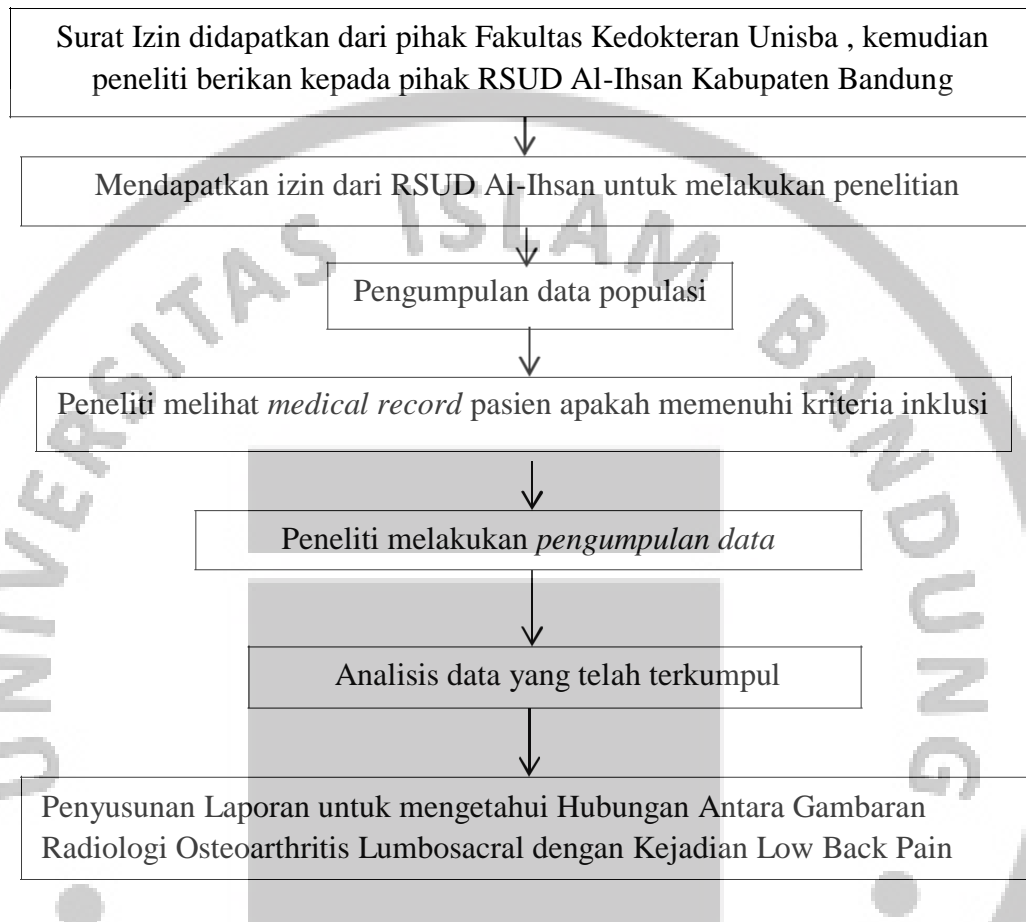 Surat Izin didapatkan dari pihak Fakultas Kedokteran Unisba , kemudian
peneliti berikan kepada pihak RSUD Al-Ihsan Kabupaten Bandung
Mendapatkan izin dari RSUD Al-Ihsan untuk melakukan penelitian
Pengumpulan data populasi
Peneliti melihat medical record pasien apakah memenuhi kriteria inklusi
Peneliti melakukan pengumpulan data
Analisis data yang telah terkumpul
Penyusunan Laporan untuk mengetahui Hubungan Antara Gambaran
Radiologi Osteoarthritis Lumbosacral dengan Kejadian Low Back Pain
UNIVERSITAS ISLAM BANDUNG